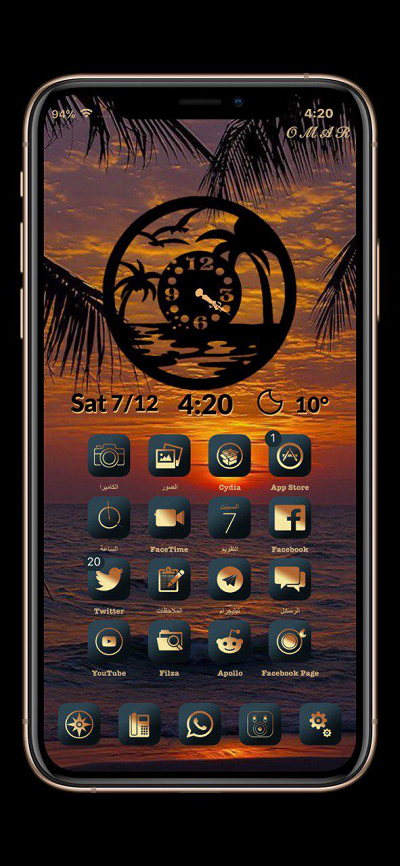 94% 4:20
OMAR
12
9 3
6
Sat 7/12 4:20 10°
1
الكاميرا الصور Cydia App Store
السبت
7
الساعة FaceTime التقويم Facebook
20
Twitter الملاحظات تيليجرام الرسائل
YouTube Filza Apollo Facebook Page